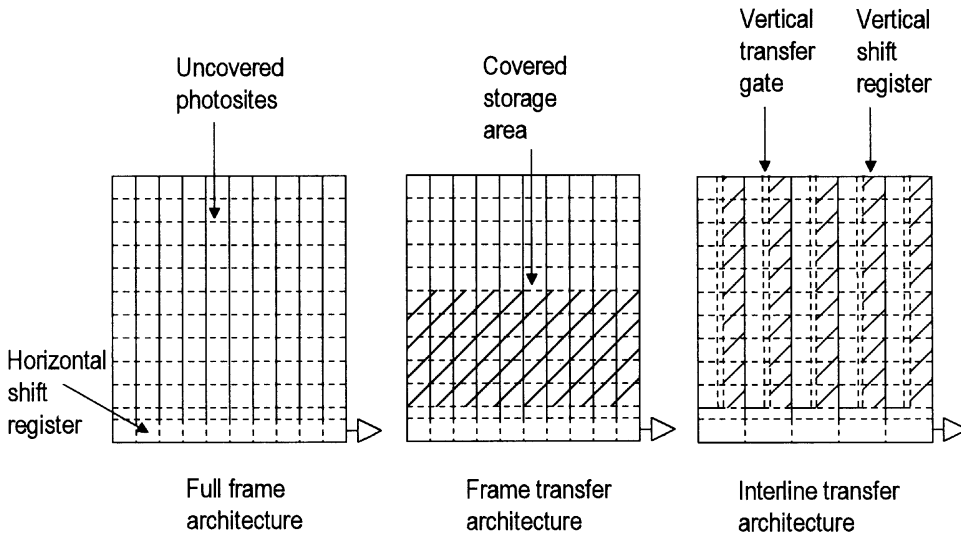 Uncovered
photosites
Covered
storage
area
Vertical
transfer
gate
Vertical
shift
register
Horizontal
shift
register
Full frame
architecture
Frame transfer
architecture
Interline transfer
architecture